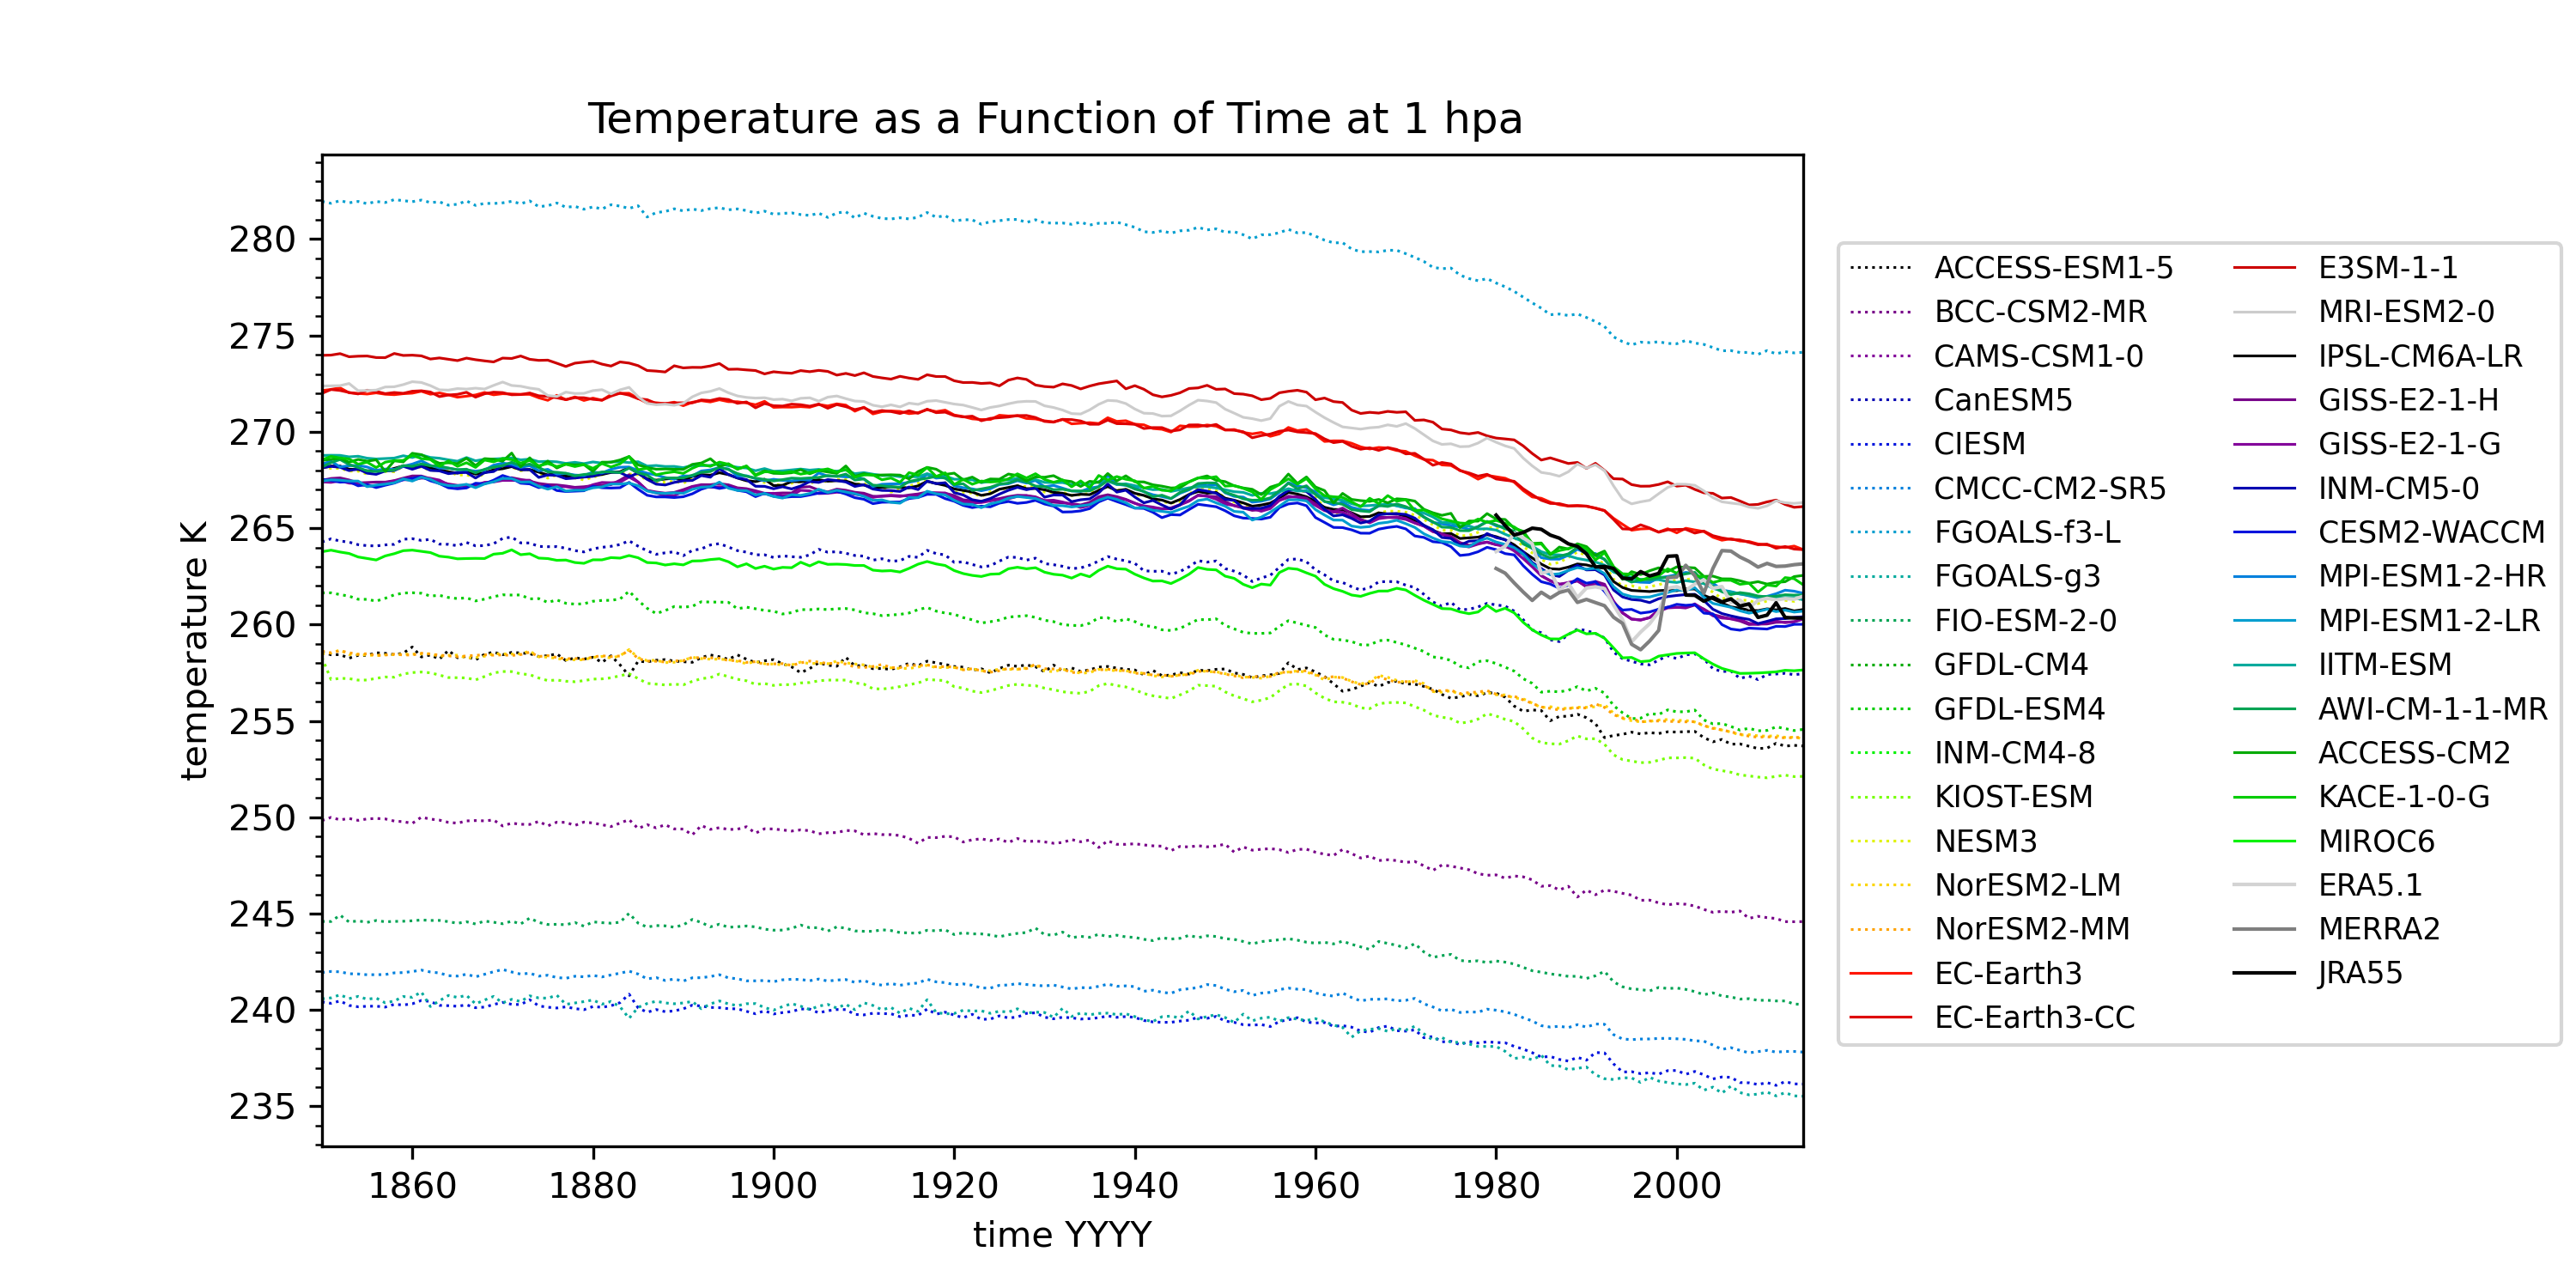 Temperature as a Function of Time at 1 hpa
temperature K
280
275
270
265
260
255
250
245
240
235
1860 1880 1900 1920 1940 1960 1980 2000
time YYYY
ACCESS-ESM1-5
BCC-CSM2-MR
CAMS-CSM1-0
CanESM5
CIESM
CMCC-CM2-SR5
FGOALS-f3-L
FGOALS-g3
FIO-ESM-2-0
GFDL-CM4
GFDL-ESM4
INM-CM4-8
KIOST-ESM
NESM3
NorESM2-LM
NorESM2-MM
EC-Earth3
EC-Earth3-CC
E3SM-1-1
MRI-ESM2-0
IPSL-CM6A-LR
GISS-E2-1-H
GISS-E2-1-G
INM-CM5-0
CESM2-WACCM
MPI-ESM1-2-HR
MPI-ESM1-2-LR
IITM-ESM
AWI-CM-1-1-MR
ACCESS-CM2
KACE-1-0-G
MIROC6
ERA5.1
MERRA2
JRA55